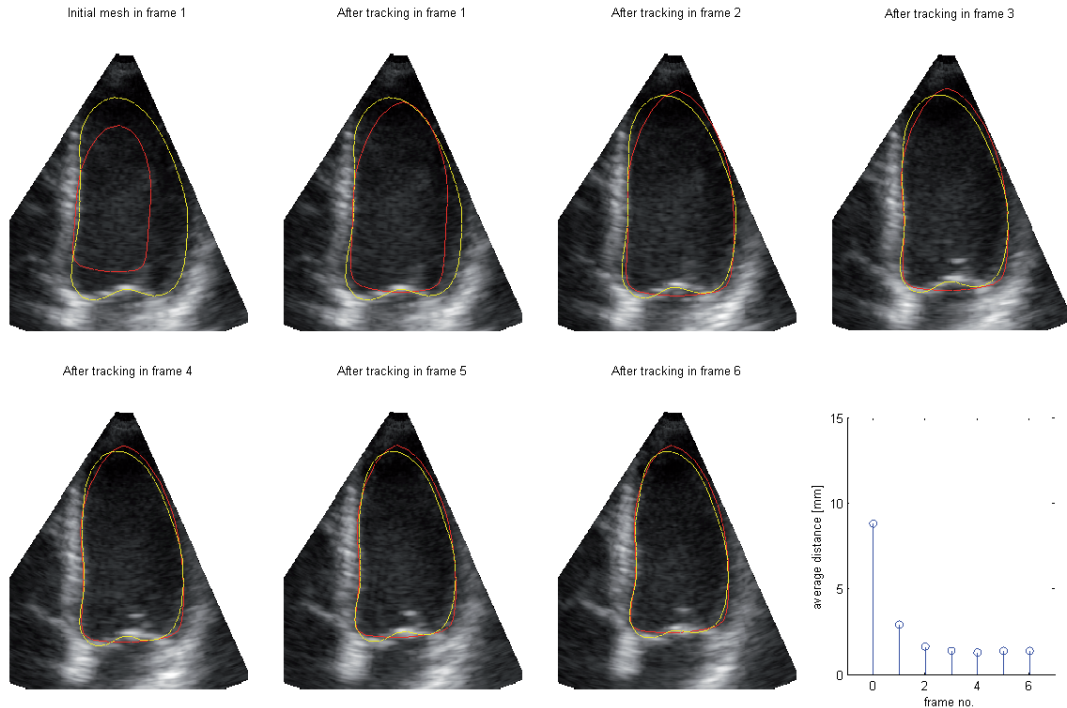 Initial mesh in frame 1
After tracking in frame 1
After tracking in frame 2
After tracking in frame 3
After tracking in frame 4
After tracking in frame 5
After tracking in frame 6
15
10
5
0
average distance [mm]
0 2 4 6
frame no.